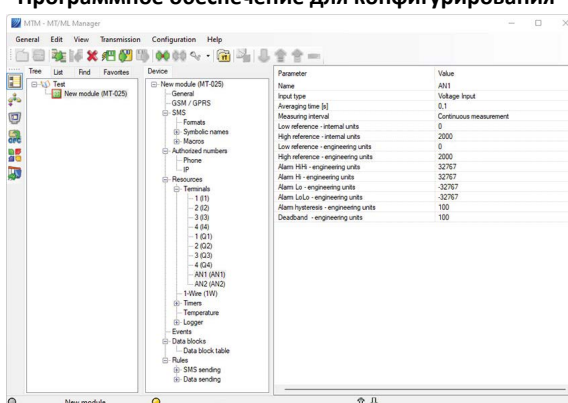 Программное обеспечение для конфигурирования
MTM - MT/ML Manager
General Edit View Transmission Configuration Help
Tree List Find Favorites
Test
New module (MT-025)
Device
New module (MT-025)
General
GSM / GPRS
SMS
Formats
Symbolic names
Macros
Authorized numbers
Phone
IP
Resources
Terminals
1 (I1)
2 (I2)
3 (I3)
4 (I4)
1 (Q1)
2 (Q2)
3 (Q3)
4 (Q4)
AN1 (AN1)
AN2 (AN2)
1-Wire (1W)
Timers
Temperature
Logger
Events
Data blocks
Data block table
Rules
SMS sending
Data sending
Parameter Value
Name AN1
Input type Voltage Input
Averaging time [s] 0,1
Measuring interval Continuous measurement
Low reference - internal units 0
High reference - internal units 2000
Low reference - engineering units 0
High reference - engineering units 2000
Alarm HiHi - engineering units 32767
Alarm Hi - engineering units 32767
Alarm Lo - engineering units -32767
Alarm LoLo - engineering units -32767
Alarm hysteresis - engineering units 100
Deadband - engineering units 100
New module